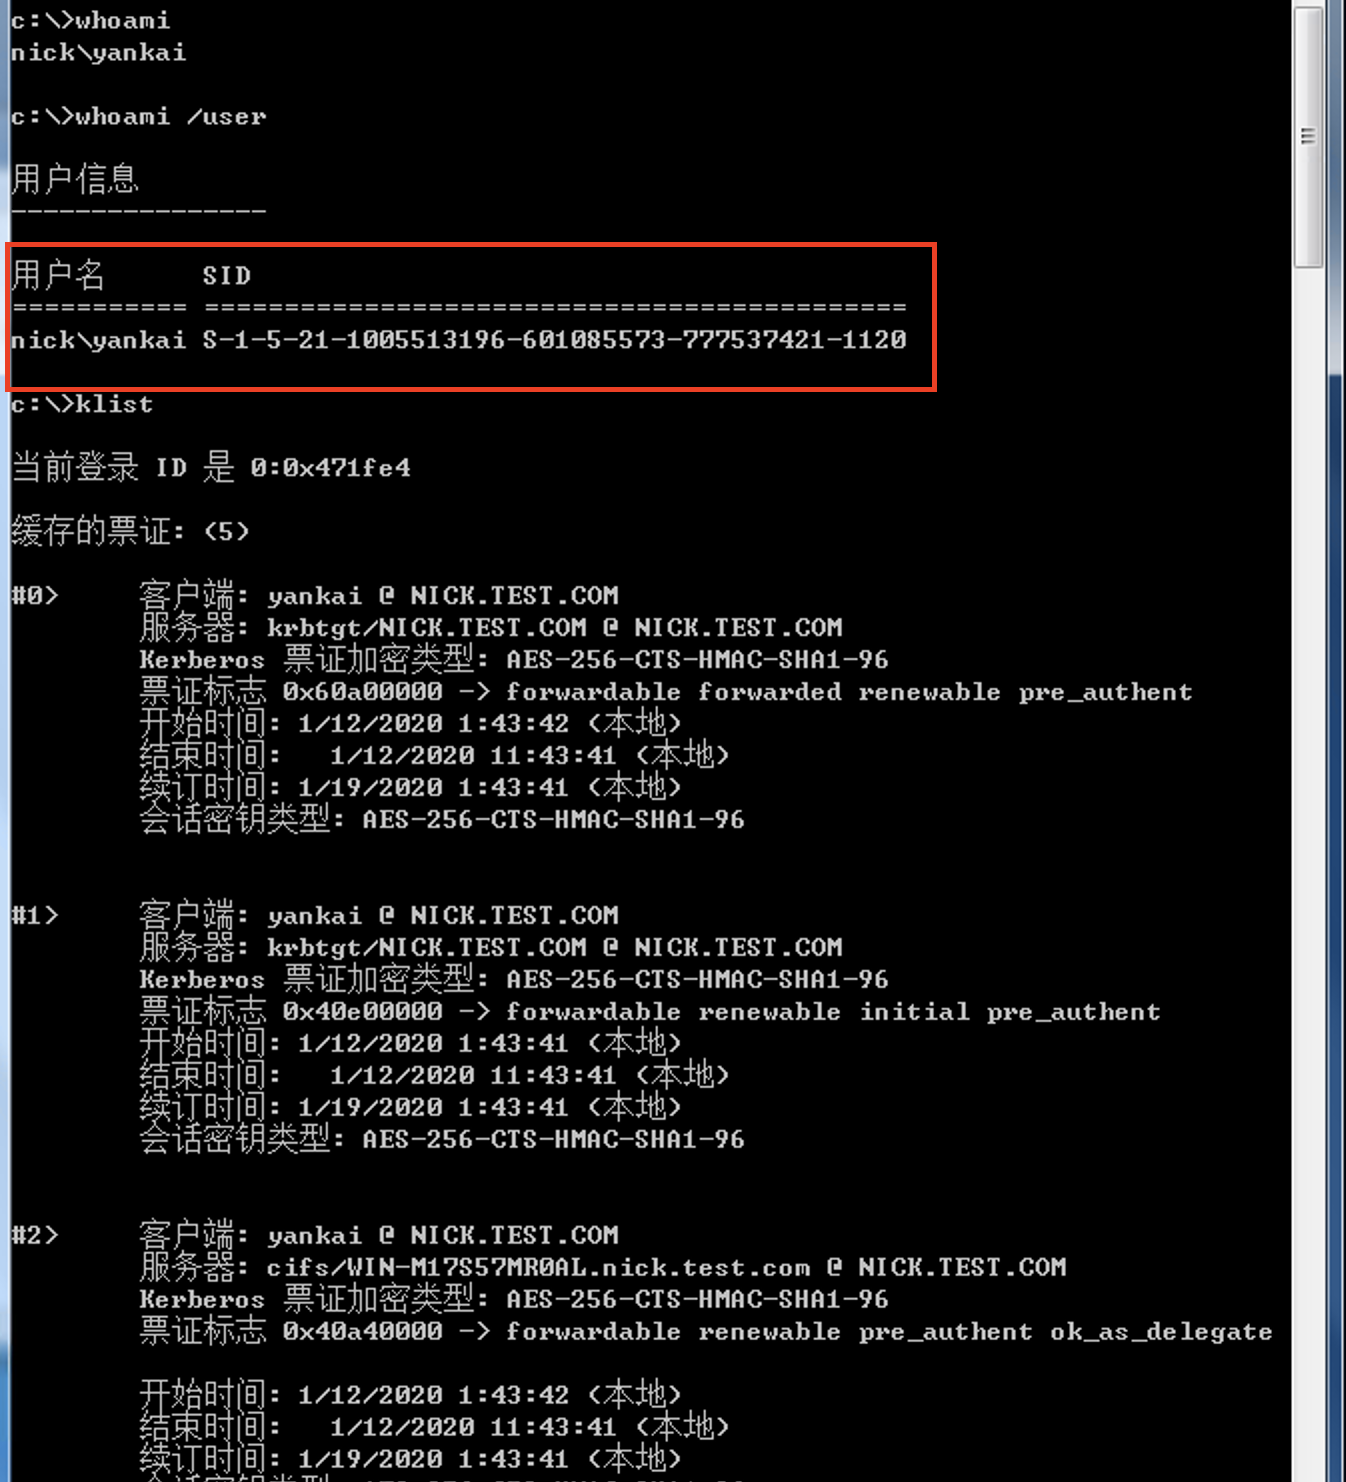 c:\>whoami
nick\yankai
c:\>whoami /user
用户信息
----------------
用户名 SID
=========== ============================================
nick\yankai S-1-5-21-1005513196-601085573-777537421-1120
c:\>klist
当前登录 ID 是 0:0x471fe4
缓存的票证: (5)
#0> 客户端: yankai @ NICK.TEST.COM
服务器: krbtgt/NICK.TEST.COM @ NICK.TEST.COM
Kerberos 票证加密类型: AES-256-CTS-HMAC-SHA1-96
票证标志 0x60a00000 -> forwardable forwarded renewable pre_authent
开始时间: 1/12/2020 1:43:42 (本地)
结束时间: 1/12/2020 11:43:41 (本地)
续订时间: 1/19/2020 1:43:41 (本地)
会话密钥类型: AES-256-CTS-HMAC-SHA1-96
#1> 客户端: yankai @ NICK.TEST.COM
服务器: krbtgt/NICK.TEST.COM @ NICK.TEST.COM
Kerberos 票证加密类型: AES-256-CTS-HMAC-SHA1-96
票证标志 0x40e00000 -> forwardable renewable initial pre_authent
开始时间: 1/12/2020 1:43:41 (本地)
结束时间: 1/12/2020 11:43:41 (本地)
续订时间: 1/19/2020 1:43:41 (本地)
会话密钥类型: AES-256-CTS-HMAC-SHA1-96
#2> 客户端: yankai @ NICK.TEST.COM
服务器: cifs/WIN-M17S57MR0AL.nick.test.com @ NICK.TEST.COM
Kerberos 票证加密类型: AES-256-CTS-HMAC-SHA1-96
票证标志 0x40a40000 -> forwardable renewable pre_authent ok_as_delegate
开始时间: 1/12/2020 1:43:42 (本地)
结束时间: 1/12/2020 11:43:41 (本地)
续订时间: 1/19/2020 1:43:41 (本地)